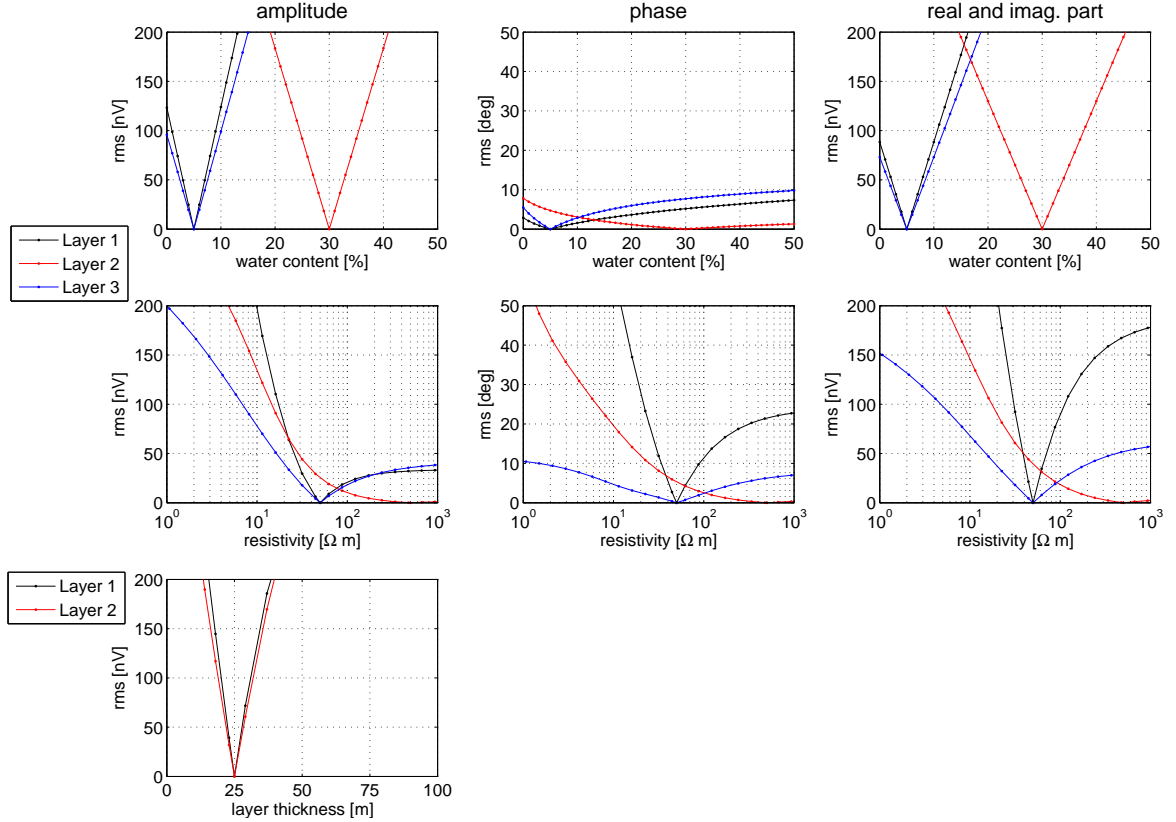 amplitude
phase
real and imag. part
rms [nV]
200
150
100
50
0
0 10 20 30 40 50
water content [%]
rms [deg]
50
40
30
20
10
0
0 10 20 30 40 50
water content [%]
rms [nV]
200
150
100
50
0
0 10 20 30 40 50
water content [%]
Layer 1
Layer 2
Layer 3
rms [nV]
200
150
100
50
0
10^0 10^1 10^2 10^3
resistivity [Ω m]
rms [deg]
50
40
30
20
10
0
10^0 10^1 10^2 10^3
resistivity [Ω m]
rms [nV]
200
150
100
50
0
10^0 10^1 10^2 10^3
resistivity [Ω m]
Layer 1
Layer 2
rms [nV]
200
150
100
50
0
0 25 50 75 100
layer thickness [m]